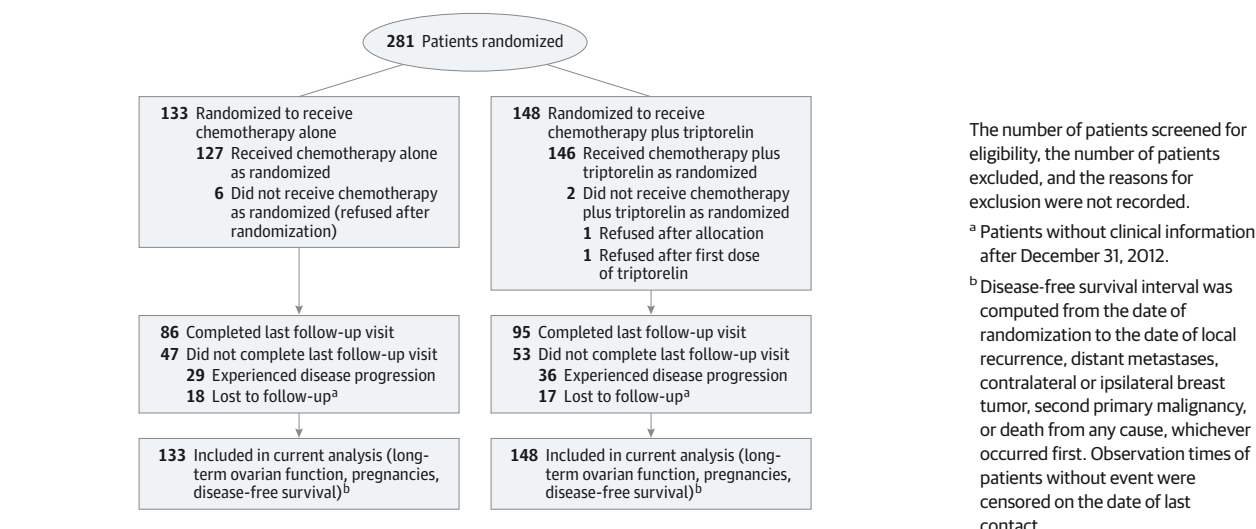 281 Patients randomized
133 Randomized to receive
chemotherapy alone
127 Received chemotherapy alone
as randomized
6 Did not receive chemotherapy
as randomized (refused after
randomization)
148 Randomized to receive
chemotherapy plus triptorelin
146 Received chemotherapy plus
triptorelin as randomized
2 Did not receive chemotherapy
plus triptorelin as randomized
1 Refused after allocation
1 Refused after first dose
of triptorelin
86 Completed last follow-up visit
47 Did not complete last follow-up visit
29 Experienced disease progression
18 Lost to follow-upᵃ
95 Completed last follow-up visit
53 Did not complete last follow-up visit
36 Experienced disease progression
17 Lost to follow-upᵃ
133 Included in current analysis (long-
term ovarian function, pregnancies,
disease-free survival)ᵇ
148 Included in current analysis (long-
term ovarian function, pregnancies,
disease-free survival)ᵇ
The number of patients screened for
eligibility, the number of patients
excluded, and the reasons for
exclusion were not recorded.
ᵃ Patients without clinical information
after December 31, 2012.
ᵇ Disease-free survival interval was
computed from the date of
randomization to the date of local
recurrence, distant metastases,
contralateral or ipsilateral breast
tumor, second primary malignancy,
or death from any cause, whichever
occurred first. Observation times of
patients without event were
censored on the date of last
contact.